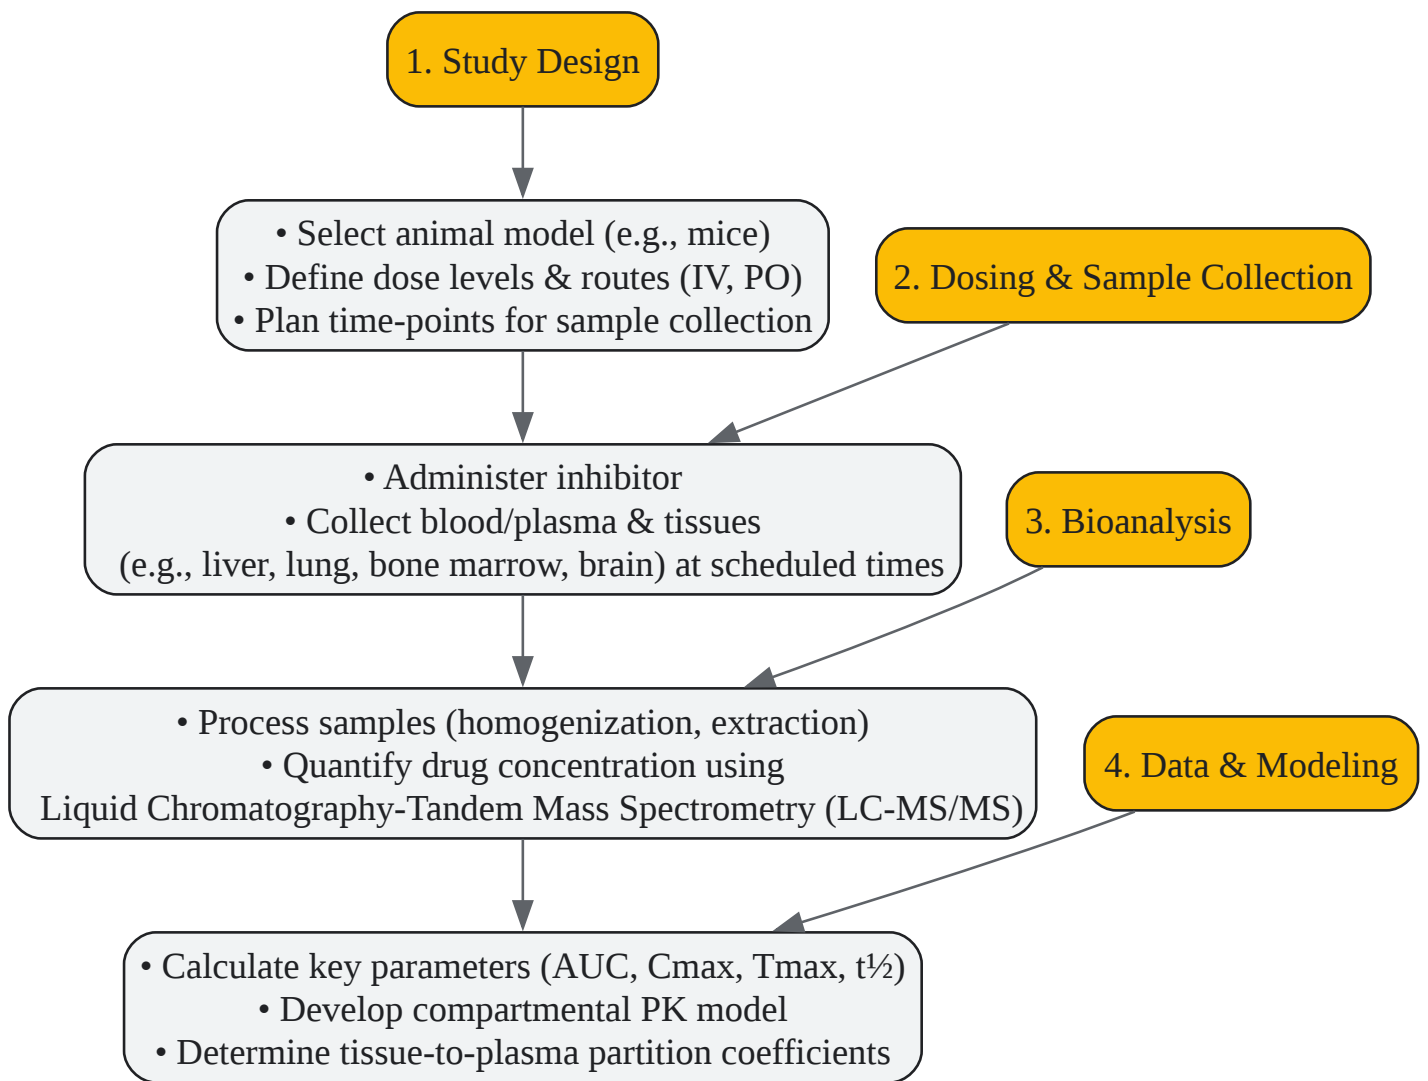 1. Study Design
• Select animal model (e.g., mice)
• Define dose levels & routes (IV, PO)
• Plan time-points for sample collection
2. Dosing & Sample Collection
• Administer inhibitor
• Collect blood/plasma & tissues
(e.g., liver, lung, bone marrow, brain) at scheduled times
3. Bioanalysis
• Process samples (homogenization, extraction)
• Quantify drug concentration using
Liquid Chromatography-Tandem Mass Spectrometry (LC-MS/MS)
4. Data & Modeling
• Calculate key parameters (AUC, Cmax, Tmax, t½)
• Develop compartmental PK model
• Determine tissue-to-plasma partition coefficients